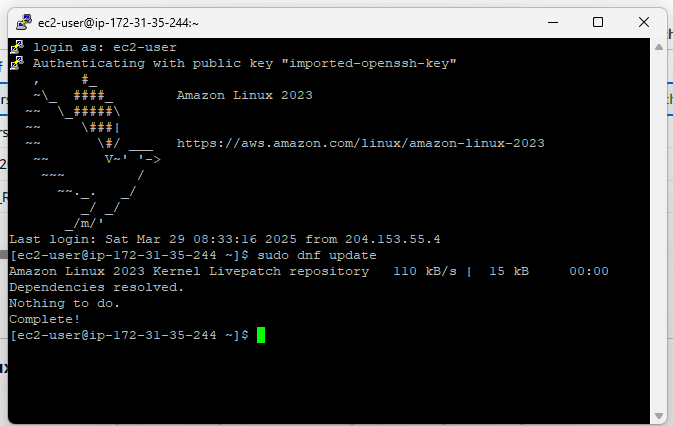 ec2-user@ip-172-31-35-244:~
login as: ec2-user
Authenticating with public key "imported-openssh-key"
   ,     #_
   ~\_  ####_        Amazon Linux 2023
  ~~  \_#####\
  ~~     \###|
  ~~       \#/ ___   https://aws.amazon.com/linux/amazon-linux-2023
   ~~       V~' '->
    ~~~         /
      ~~._.   _/
         _/ _/
       _/m/'
Last login: Sat Mar 29 08:33:16 2025 from 204.153.55.4
[ec2-user@ip-172-31-35-244 ~]$ sudo dnf update
Amazon Linux 2023 Kernel Livepatch repository   110 kB/s |  15 kB     00:00
Dependencies resolved.
Nothing to do.
Complete!
[ec2-user@ip-172-31-35-244 ~]$